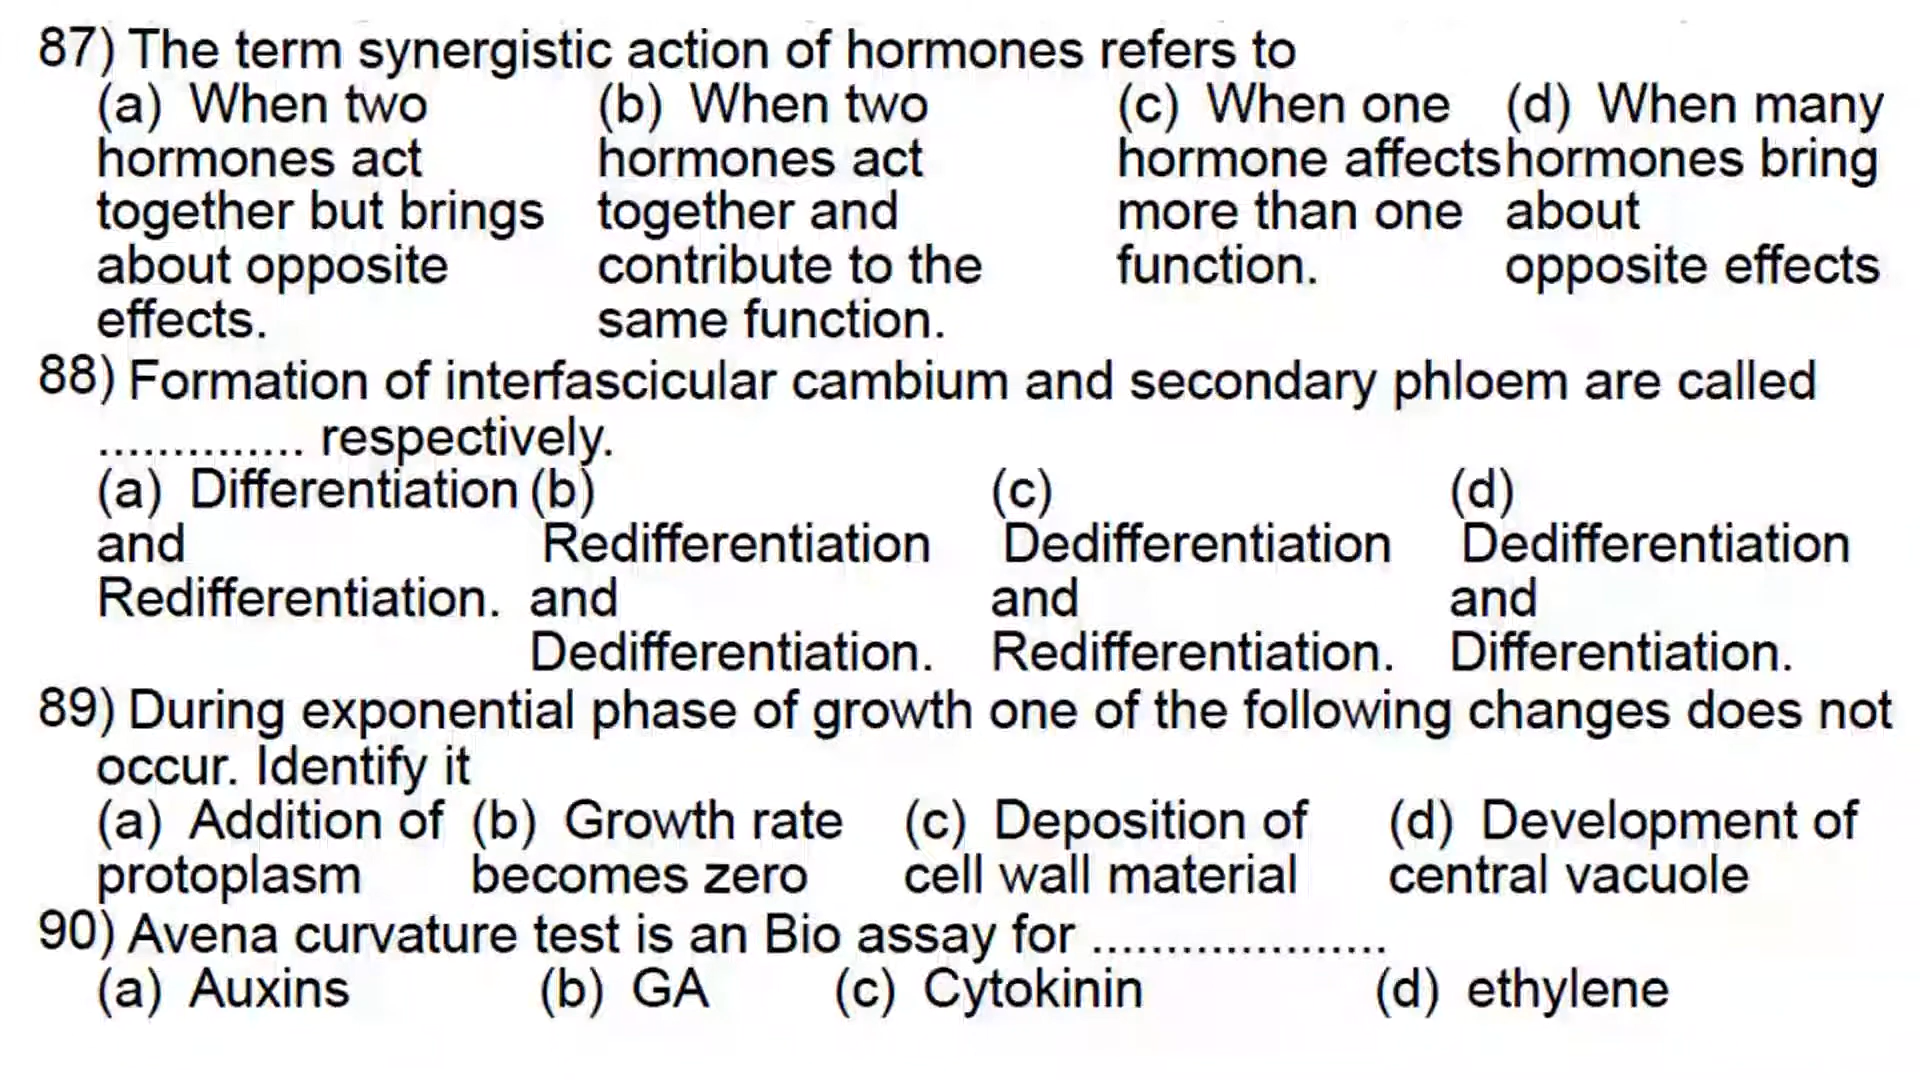 87) The term synergistic action of hormones refers to
(a) When two (b) When two (c) When one (d) When many
hormones act hormones act hormone affects hormones bring
together but brings together and more than one about
about opposite contribute to the function. opposite effects
effects. same function.
88) Formation of interfascicular cambium and secondary phloem are called
.............. respectively.
(a) Differentiation (b) (c) (d)
and Redifferentiation Dedifferentiation Dedifferentiation
Redifferentiation. and and and
Dedifferentiation. Redifferentiation. Differentiation.
89) During exponential phase of growth one of the following changes does not
occur. Identify it
(a) Addition of (b) Growth rate (c) Deposition of (d) Development of
protoplasm becomes zero cell wall material central vacuole
90) Avena curvature test is an Bio assay for ....................
(a) Auxins (b) GA (c) Cytokinin (d) ethylene